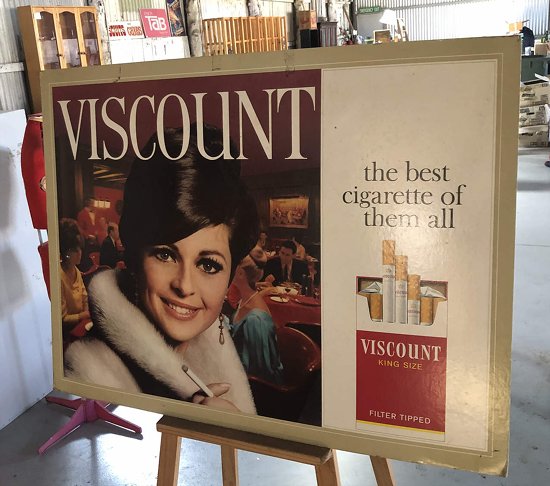 TAB
VISCOUNT
the best
cigarette of
them all
VISCOUNT
KING SIZE
FILTER TIPPED